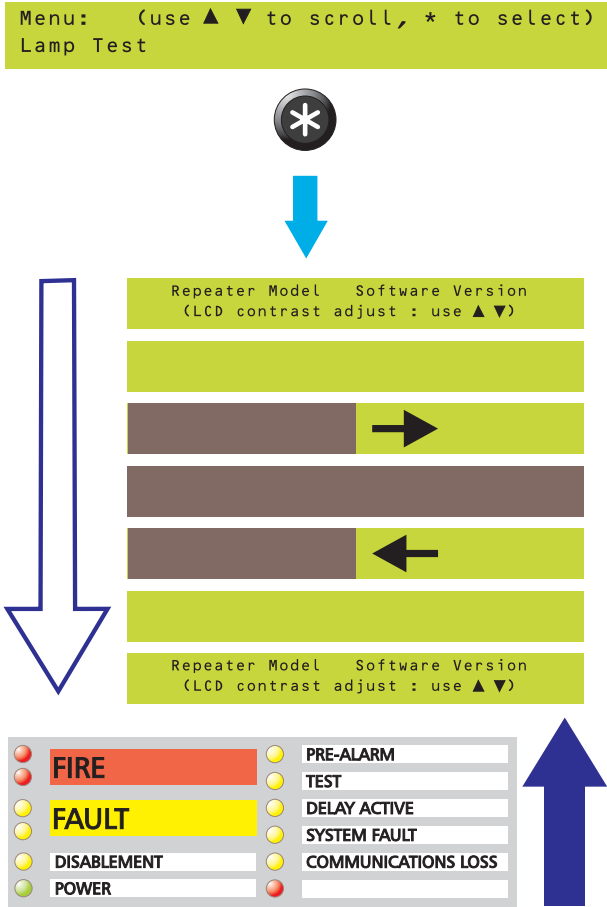 Menu: (use ▲ ▼ to scroll, * to select)
Lamp Test
Repeater Model Software Version
(LCD contrast adjust : use ▲ ▼)
Repeater Model Software Version
(LCD contrast adjust : use ▲ ▼)
FIRE
FAULT
DISABLEMENT
POWER
PRE-ALARM
TEST
DELAY ACTIVE
SYSTEM FAULT
COMMUNICATIONS LOSS